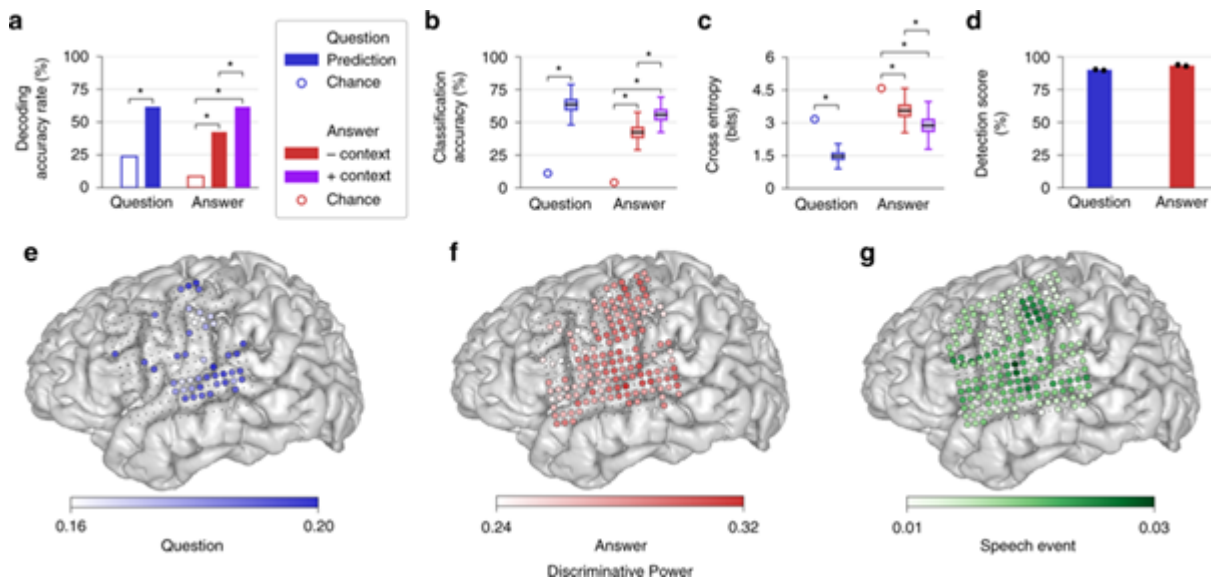 a
Decoding
accuracy rate (%)
100
75
50
25
0
*
*
*
*
Question
Answer
Question
Prediction
Chance
Answer
– context
+ context
Chance
b
Classification
accuracy (%)
100
75
50
25
0
*
*
*
*
Question
Answer
c
Cross entropy
(bits)
6
4.5
3
1.5
0
*
*
*
*
Question
Answer
d
Detection score
(%)
100
50
0
Question
Answer
e
f
g
0.16
0.20
Question
0.24
0.32
Answer
Discriminative Power
0.01
0.03
Speech event